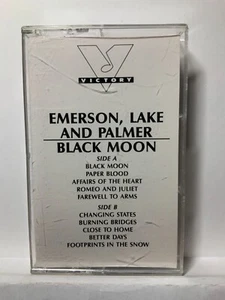 VICTORY
EMERSON, LAKE
AND PALMER
BLACK MOON
SIDE A
BLACK MOON
PAPER BLOOD
AFFAIRS OF THE HEART
ROMEO AND JULIET
FAREWELL TO ARMS
SIDE B
CHANGING STATES
BURNING BRIDGES
CLOSE TO HOME
BETTER DAYS
FOOTPRINTS IN THE SNOW